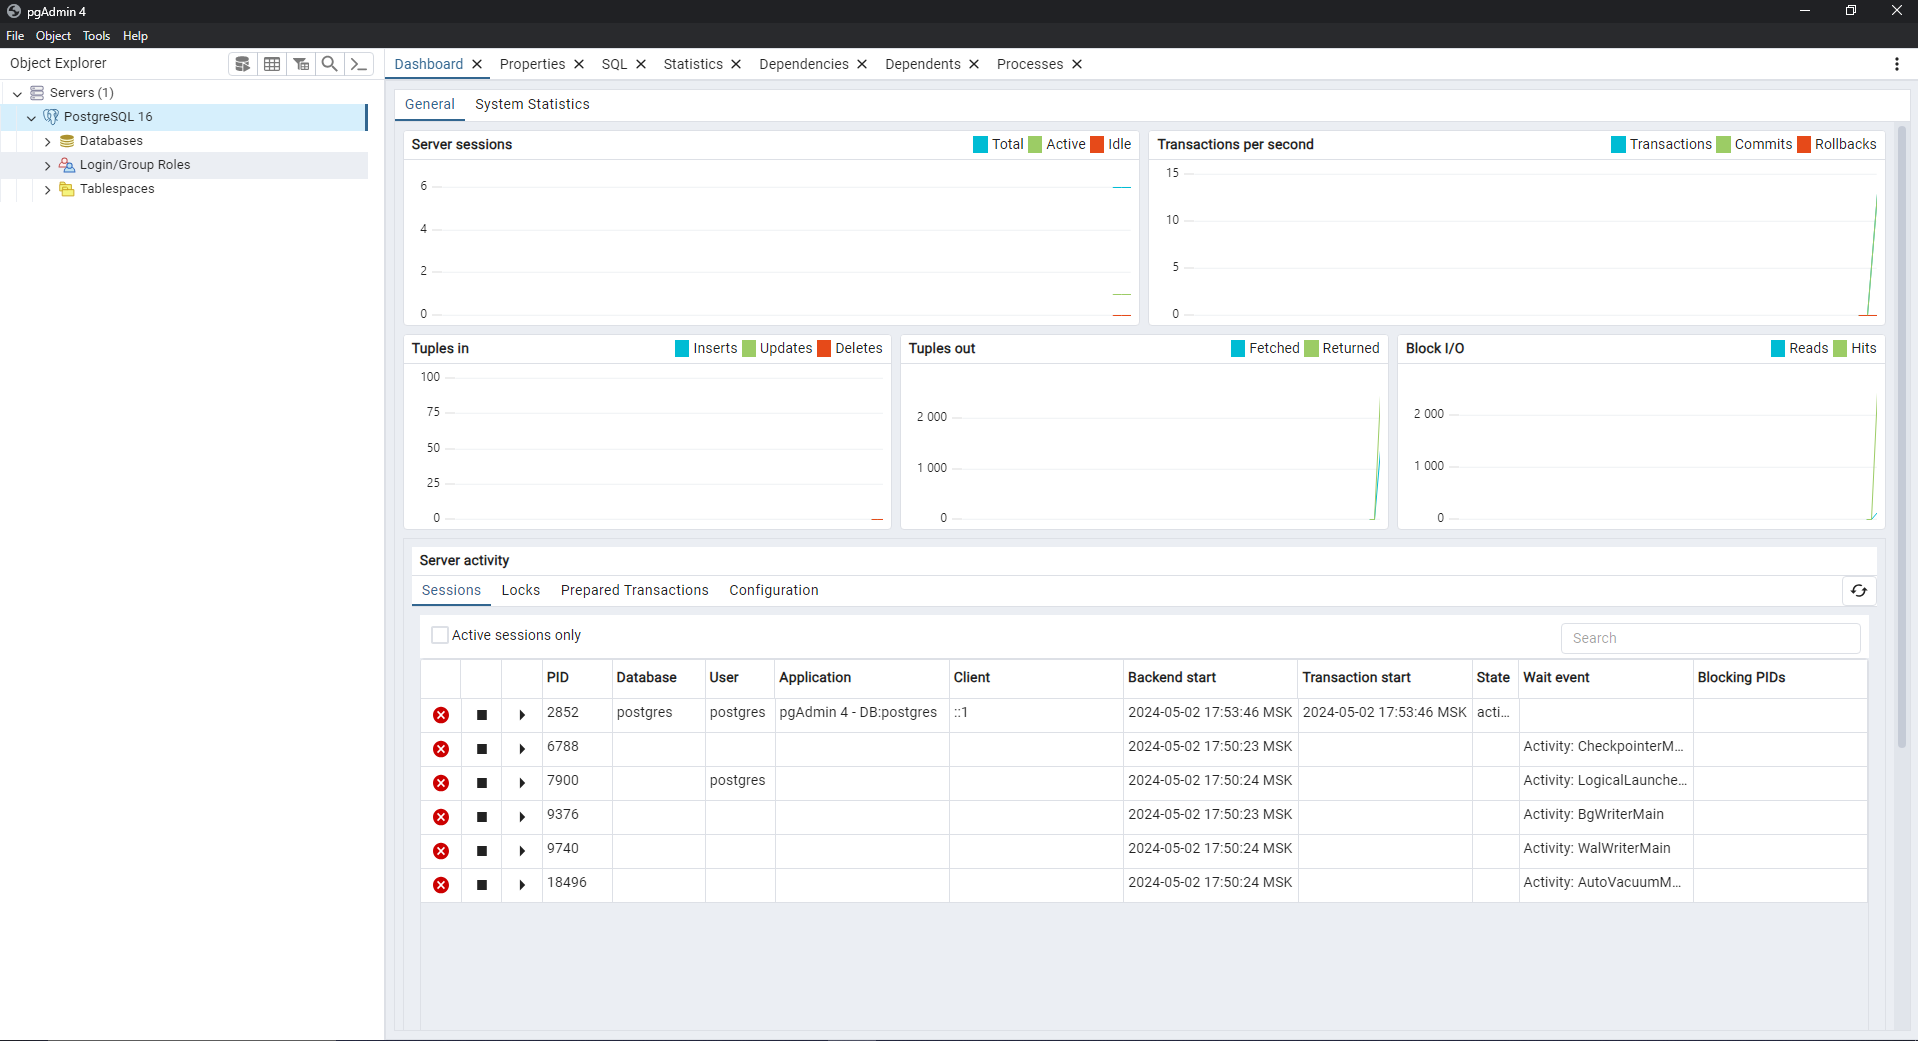 pgAdmin 4
File Object Tools Help
Object Explorer
Dashboard Properties SQL Statistics Dependencies Dependents Processes
Servers (1)
PostgreSQL 16
Databases
Login/Group Roles
Tablespaces
General System Statistics
Server sessions Total Active Idle
6
4
2
0
Transactions per second Transactions Commits Rollbacks
15
10
5
0
Tuples in Inserts Updates Deletes
100
75
50
25
0
Tuples out Fetched Returned
2 000
1 000
0
Block I/O Reads Hits
2 000
1 000
0
Server activity
Sessions Locks Prepared Transactions Configuration
Active sessions only Search
PID Database User Application Client Backend start Transaction start State Wait event Blocking PIDs
2852 postgres postgres pgAdmin 4 - DB:postgres ::1 2024-05-02 17:53:46 MSK 2024-05-02 17:53:46 MSK acti...
6788 2024-05-02 17:50:23 MSK Activity: CheckpointerM...
7900 postgres 2024-05-02 17:50:24 MSK Activity: LogicalLaunche...
9376 2024-05-02 17:50:23 MSK Activity: BgWriterMain
9740 2024-05-02 17:50:24 MSK Activity: WalWriterMain
18496 2024-05-02 17:50:24 MSK Activity: AutoVacuumM...